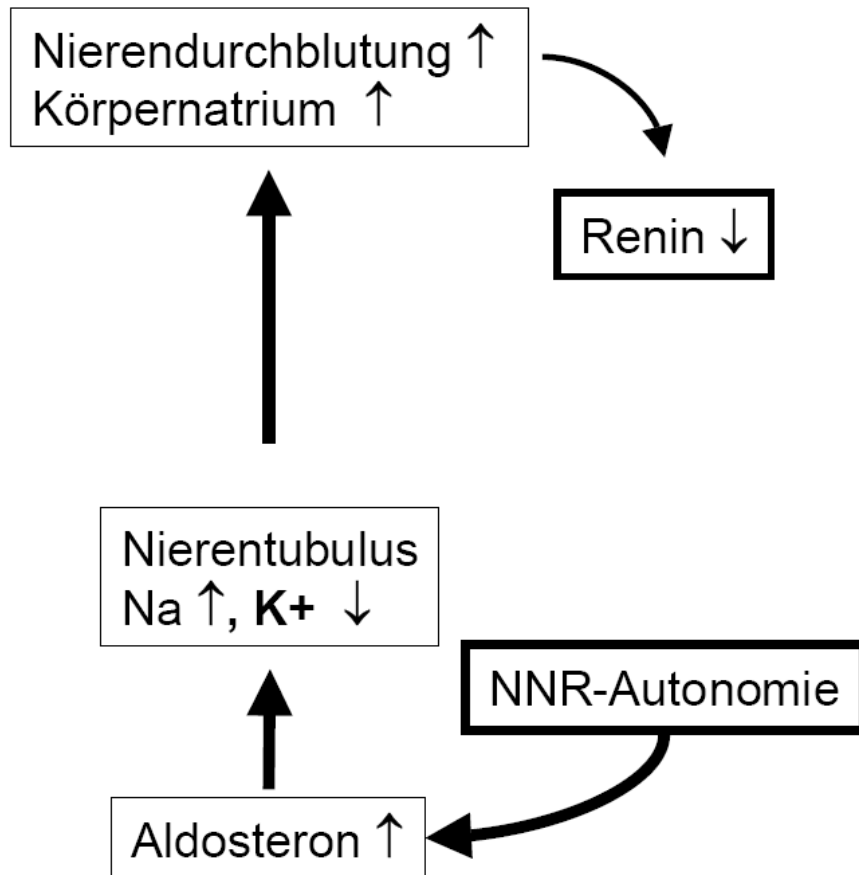 Nierendurchblutung ↑
Körpernatrium ↑
Renin ↓
Nierentubulus
Na ↑, K+ ↓
NNR-Autonomie
Aldosteron ↑